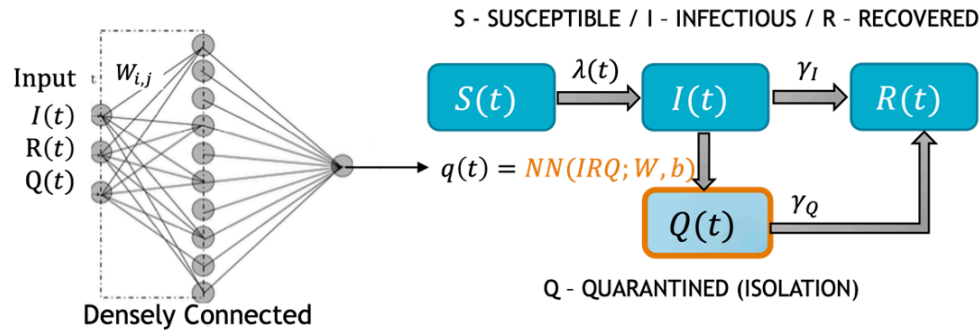 S - SUSCEPTIBLE / I - INFECTIOUS / R - RECOVERED
Input
t
W_{i,j}
I(t)
R(t)
Q(t)
Densely Connected
q(t) = NN(IRQ; W, b)
S(t)
λ(t)
I(t)
γ_I
R(t)
Q(t)
γ_Q
Q - QUARANTINED (ISOLATION)